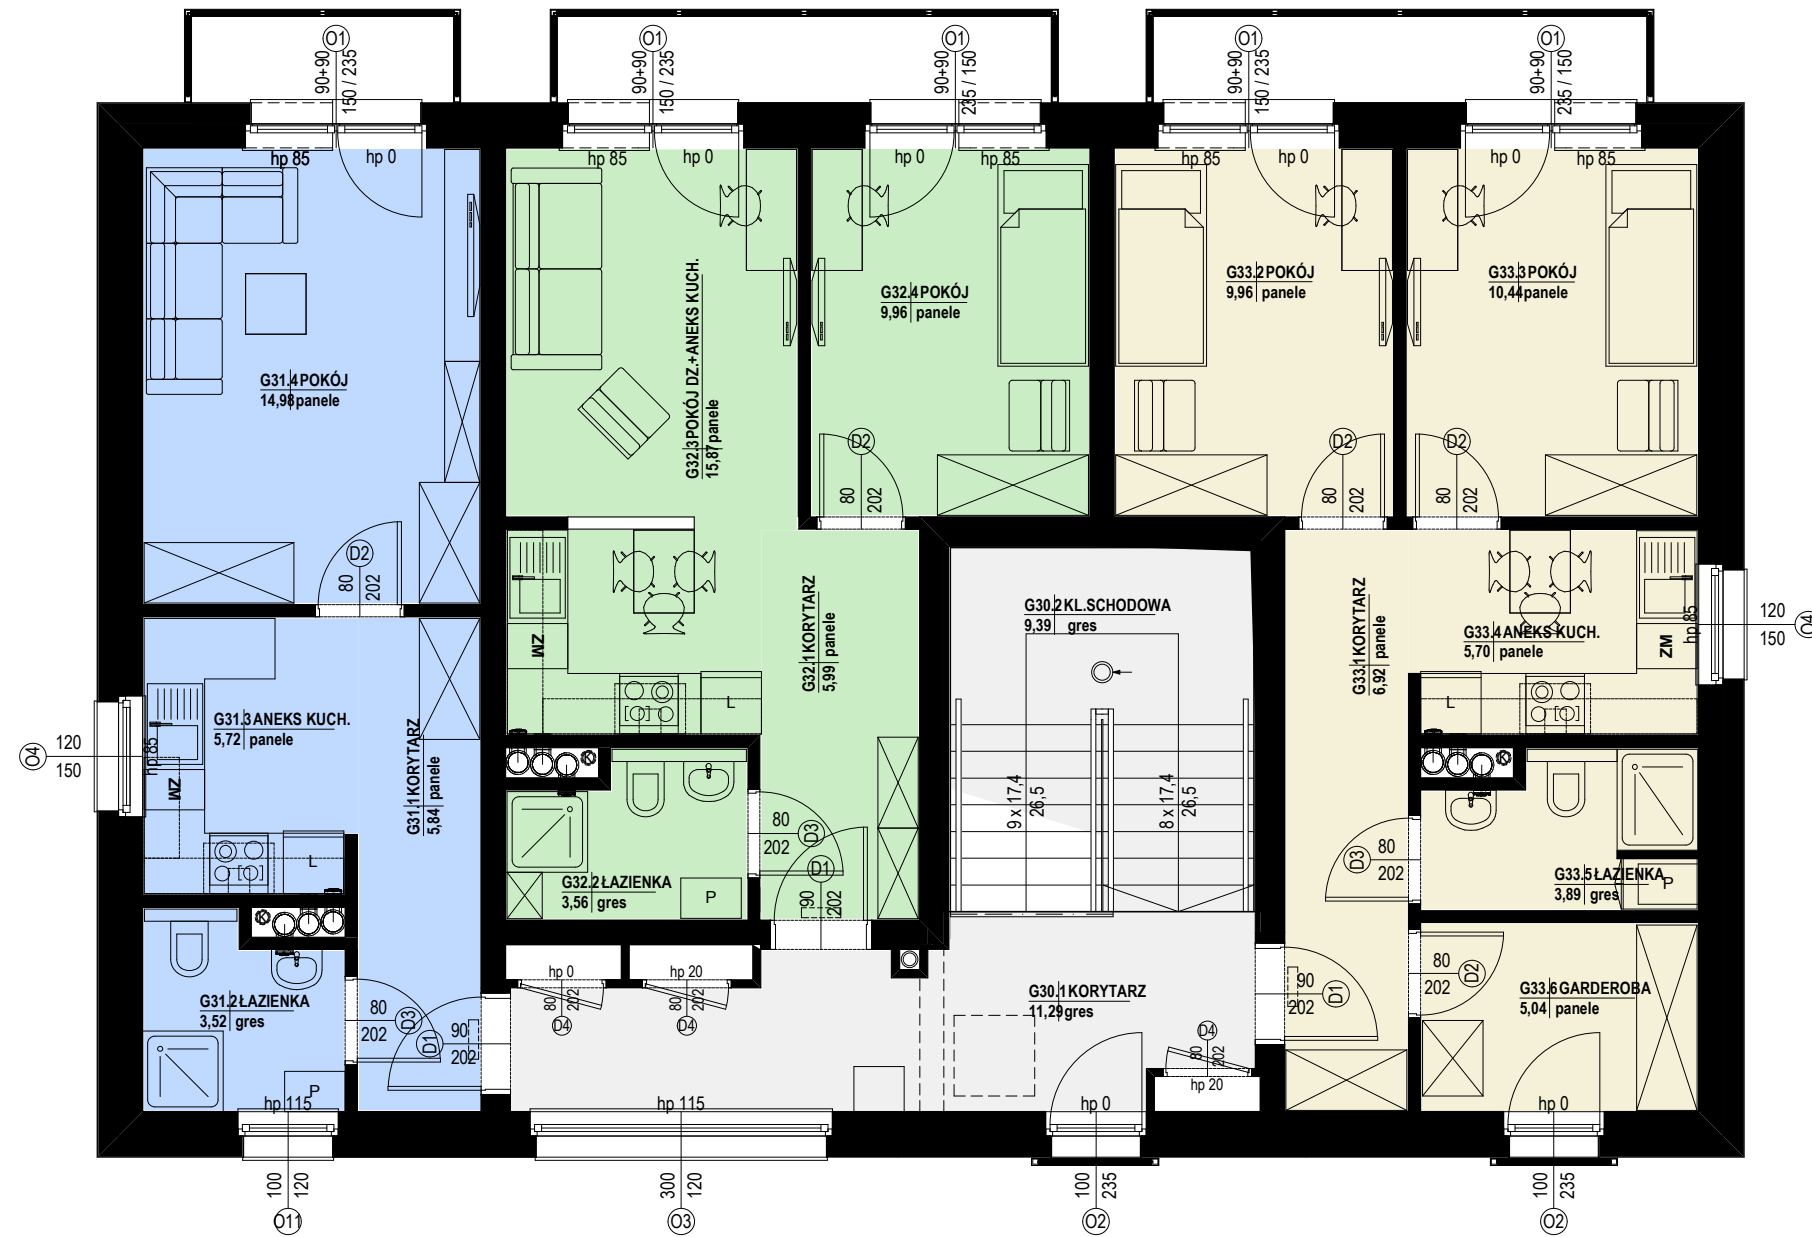 O1
90+90
150 / 235
O1
90+90
150 / 235
O1
90+90
235 / 150
O1
90+90
150 / 235
O1
90+90
235 / 150
hp 85
hp 0
hp 85
hp 0
hp 0
hp 85
hp 85
hp 0
hp 0
hp 85
G31.4 POKÓJ
14,98 panele
G32.3 POKÓJ DZ.+ANEKS KUCH.
15,87 panele
G32.4 POKÓJ
9,96 panele
G33.2 POKÓJ
9,96 panele
G33.3 POKÓJ
10,44 panele
D2
80
202
D2
80
202
D2
80
202
D2
80
202
G31.3 ANEKS KUCH.
5,72 panele
G31.1 KORYTARZ
5,84 panele
ZM
L
hp 85
O4
120
150
ZM
L
G32.1 KORYTARZ
5,99 panele
G30.2 KL.SCHODOWA
9,39 gres
9 x 17,4
26,5
8 x 17,4
26,5
G33.1 KORYTARZ
6,92 panele
G33.4 ANEKS KUCH.
5,70 panele
ZM
L
hp 85
120
150
O4
G32.2 ŁAZIENKA
3,56 gres
P
80
202
D3
D1
90
202
80
202
D3
G33.5 ŁAZIENKA
3,89 gres
P
G31.2 ŁAZIENKA
3,52 gres
P
80
202
D3
D1
90
202
hp 0
80
202
D4
hp 20
80
202
D4
G30.1 KORYTARZ
11,29 gres
D4
80
202
hp 20
90
202
D1
80
202
D2
G33.6 GARDEROBA
5,04 panele
hp 115
hp 115
hp 0
hp 0
100
120
O11
300
120
O3
100
235
O2
100
235
O2